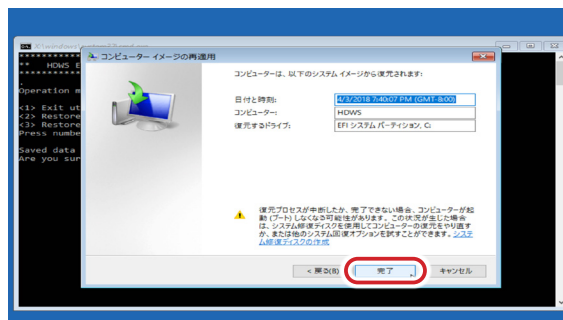 コンピューター イメージの再適用
** HDWS E
コンピューターは、以下のシステム イメージから復元されます:
Operation m
日付と時刻: 4/3/2018 7:40:07 PM (GMT-8:00)
コンピューター: HDWS
復元するドライブ: EFI システム パーティション, C:
<1> Exit ut
<2> Restore
<3> Restore
Press numbe
Saved data
Are you sur
復元プロセスが中断したか、完了できない場合、コンピューターが起
動 (ブート) しなくなる可能性があります。この状況が生じた場合
は、システム修復ディスクを使用してコンピューターの復元をやり直す
か、または他のシステム回復オプションを試すことができます。システ
ム修復ディスクの作成
< 戻る(B) 完了 キャンセル